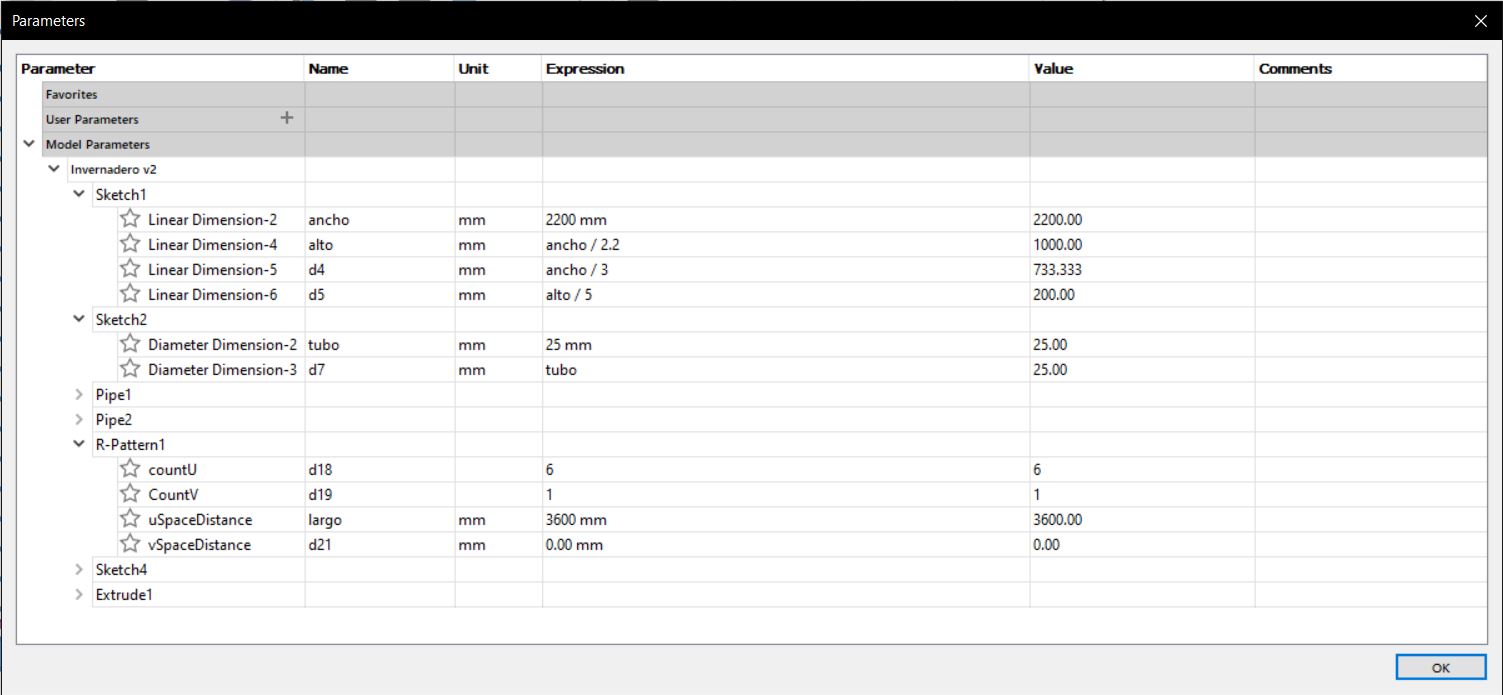 Parameters
Parameter Name Unit Expression Value Comments
Favorites
User Parameters +
Model Parameters
Invernadero v2
Sketch1
Linear Dimension-2 ancho mm 2200 mm 2200.00
Linear Dimension-4 alto mm ancho / 2.2 1000.00
Linear Dimension-5 d4 mm ancho / 3 733.333
Linear Dimension-6 d5 mm alto / 5 200.00
Sketch2
Diameter Dimension-2 tubo mm 25 mm 25.00
Diameter Dimension-3 d7 mm tubo 25.00
Pipe1
Pipe2
R-Pattern1
countU d18 6 6
CountV d19 1 1
uSpaceDistance largo mm 3600 mm 3600.00
vSpaceDistance d21 mm 0.00 mm 0.00
Sketch4
Extrude1
OK